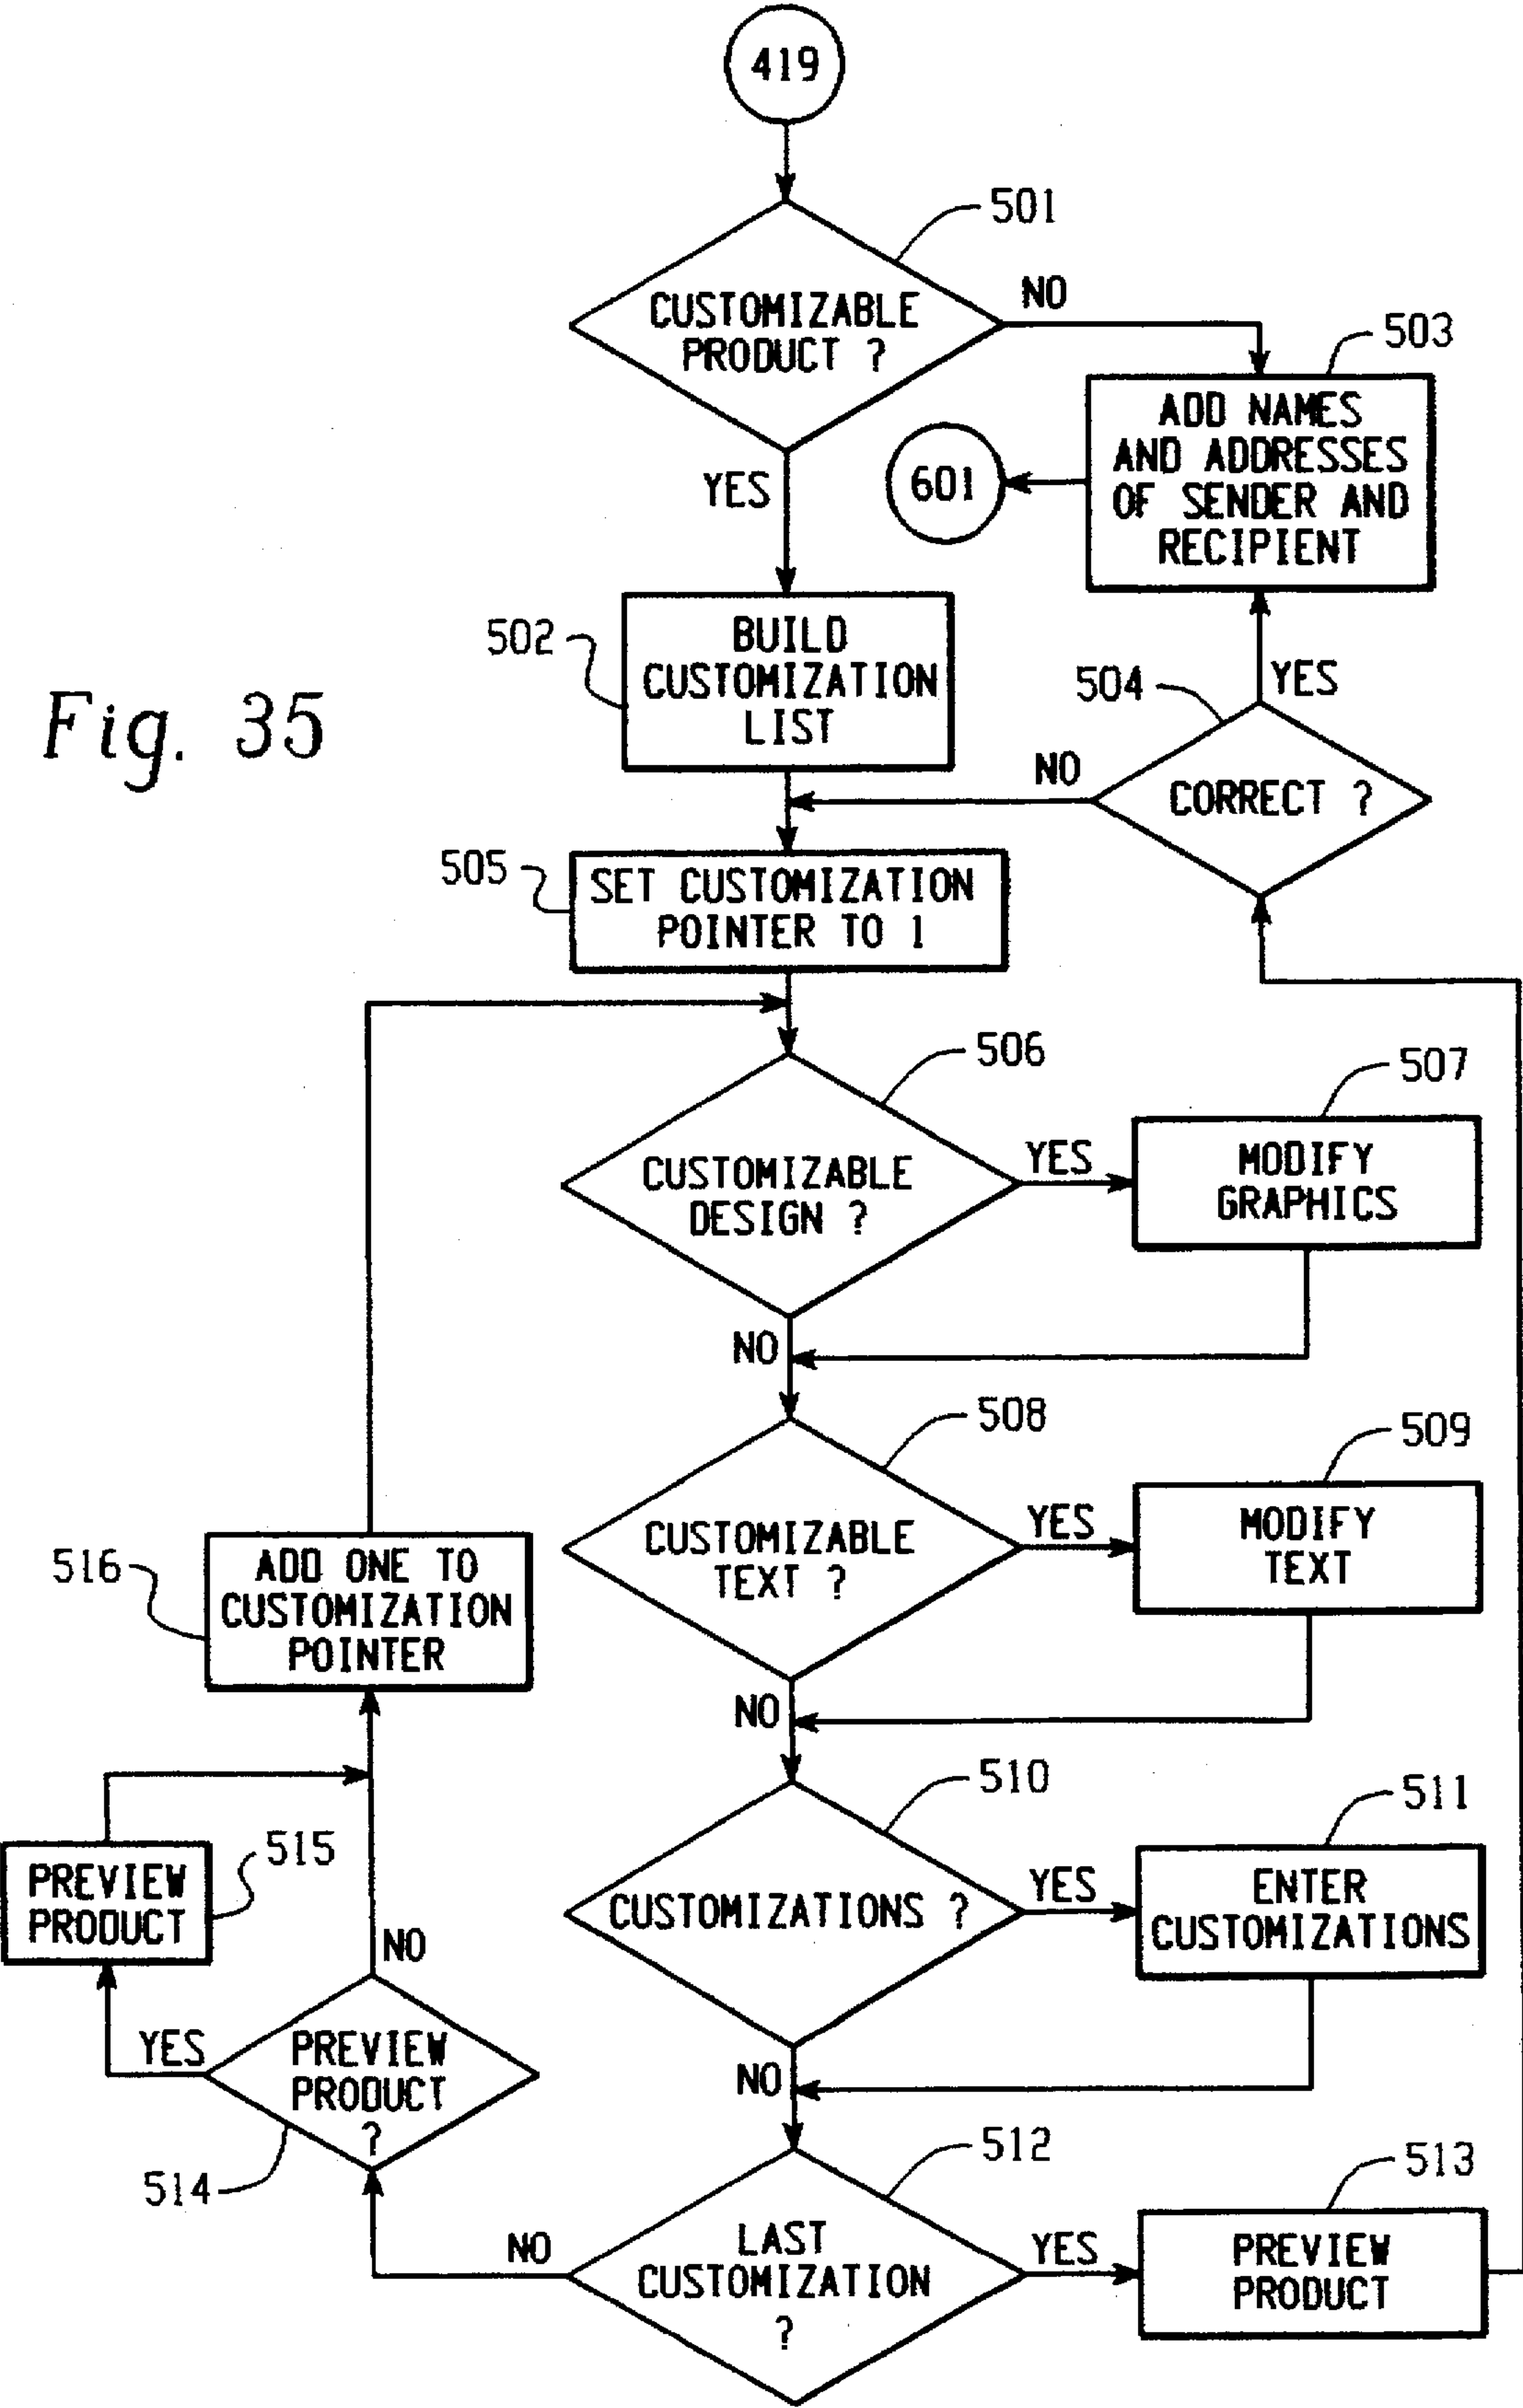 419
501
CUSTOMIZABLE
PRODUCT ?
NO
503
ADD NAMES
AND ADDRESSES
OF SENDER AND
RECIPIENT
601
YES
502
BUILD
CUSTOMIZATION
LIST
504
YES
Fig. 35
NO
CORRECT ?
505
SET CUSTOMIZATION
POINTER TO 1
506
507
CUSTOMIZABLE
DESIGN ?
YES
MODIFY
GRAPHICS
NO
508
509
CUSTOMIZABLE
TEXT ?
YES
MODIFY
TEXT
516
ADD ONE TO
CUSTOMIZATION
POINTER
NO
510
511
515
PREVIEW
PRODUCT
CUSTOMIZATIONS ?
YES
ENTER
CUSTOMIZATIONS
NO
YES
PREVIEW
PRODUCT
?
NO
514
512
513
NO
LAST
CUSTOMIZATION
?
YES
PREVIEW
PRODUCT